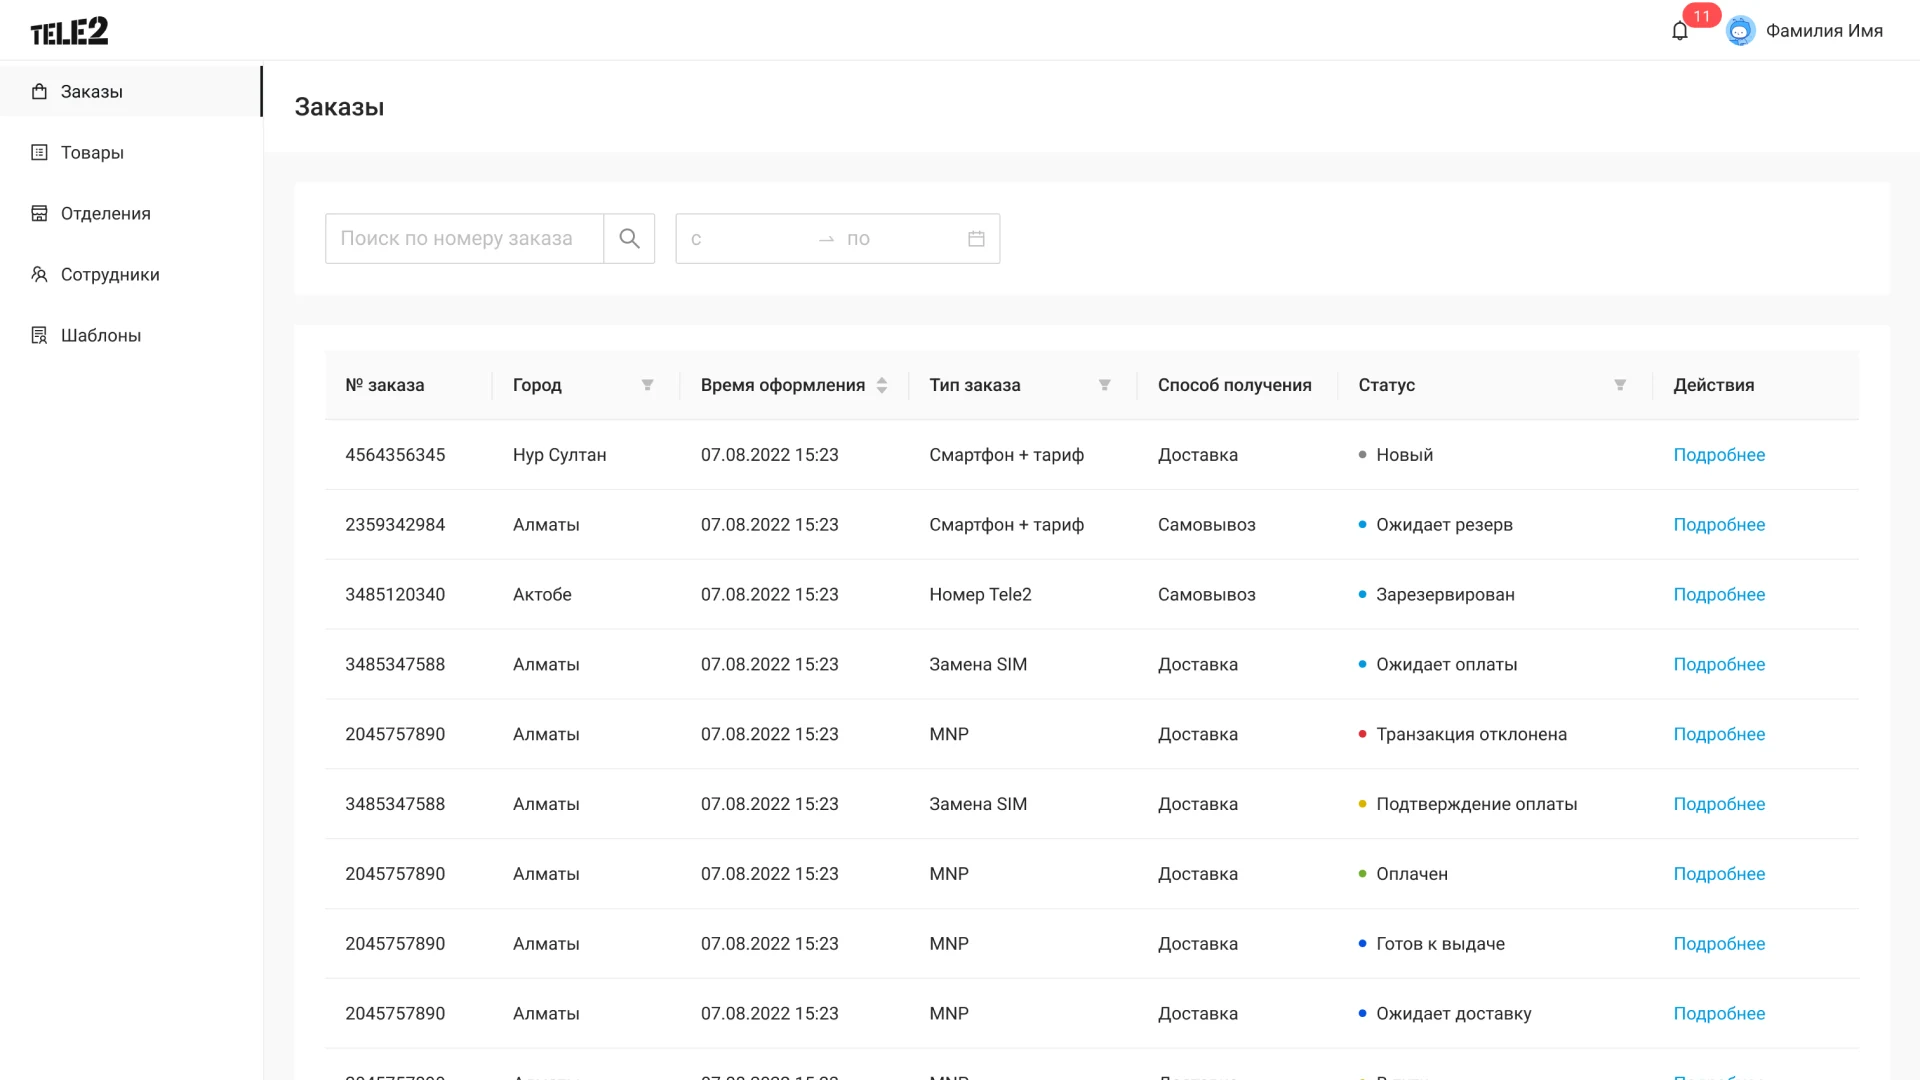 TELE2
11
Фамилия Имя
Заказы
Товары
Отделения
Сотрудники
Шаблоны
Заказы
Поиск по номеру заказа
с → по
№ заказа Город Время оформления Тип заказа Способ получения Статус Действия
4564356345 Нур Султан 07.08.2022 15:23 Смартфон + тариф Доставка Новый Подробнее
2359342984 Алматы 07.08.2022 15:23 Смартфон + тариф Самовывоз Ожидает резерв Подробнее
3485120340 Актобе 07.08.2022 15:23 Номер Tele2 Самовывоз Зарезервирован Подробнее
3485347588 Алматы 07.08.2022 15:23 Замена SIM Доставка Ожидает оплаты Подробнее
2045757890 Алматы 07.08.2022 15:23 MNP Доставка Транзакция отклонена Подробнее
3485347588 Алматы 07.08.2022 15:23 Замена SIM Доставка Подтверждение оплаты Подробнее
2045757890 Алматы 07.08.2022 15:23 MNP Доставка Оплачен Подробнее
2045757890 Алматы 07.08.2022 15:23 MNP Доставка Готов к выдаче Подробнее
2045757890 Алматы 07.08.2022 15:23 MNP Доставка Ожидает доставку Подробнее